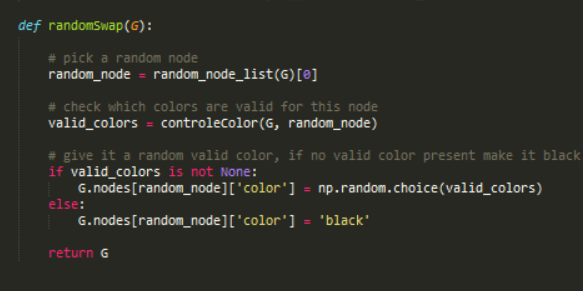 def randomSwap(G):
# pick a random node
random_node = random_node_list(G)[0]
# check which colors are valid for this node
valid_colors = controleColor(G, random_node)
# give it a random valid color, if no valid color present make it black
if valid_colors is not None:
G.nodes[random_node]['color'] = np.random.choice(valid_colors)
else:
G.nodes[random_node]['color'] = 'black'
return G